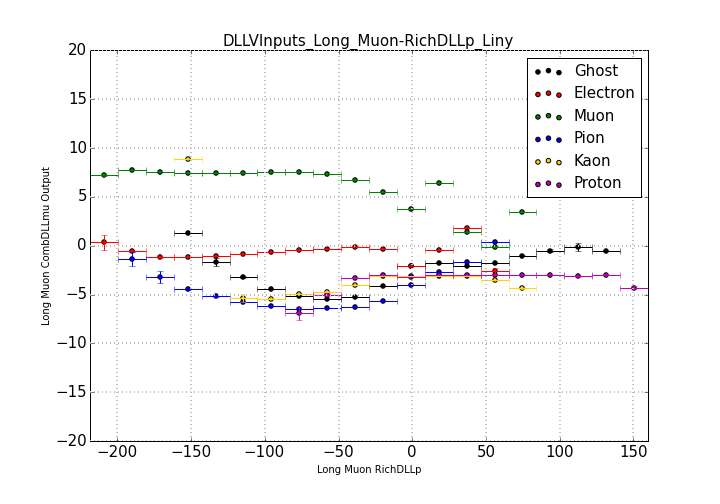 DLLVInputs_Long_Muon-RichDLLp_Liny
20
15
10
5
0
−5
−10
−15
−20
Long Muon CombDLLmu Output
Ghost
Electron
Muon
Pion
Kaon
Proton
−200 −150 −100 −50 0 50 100 150
Long Muon RichDLLp